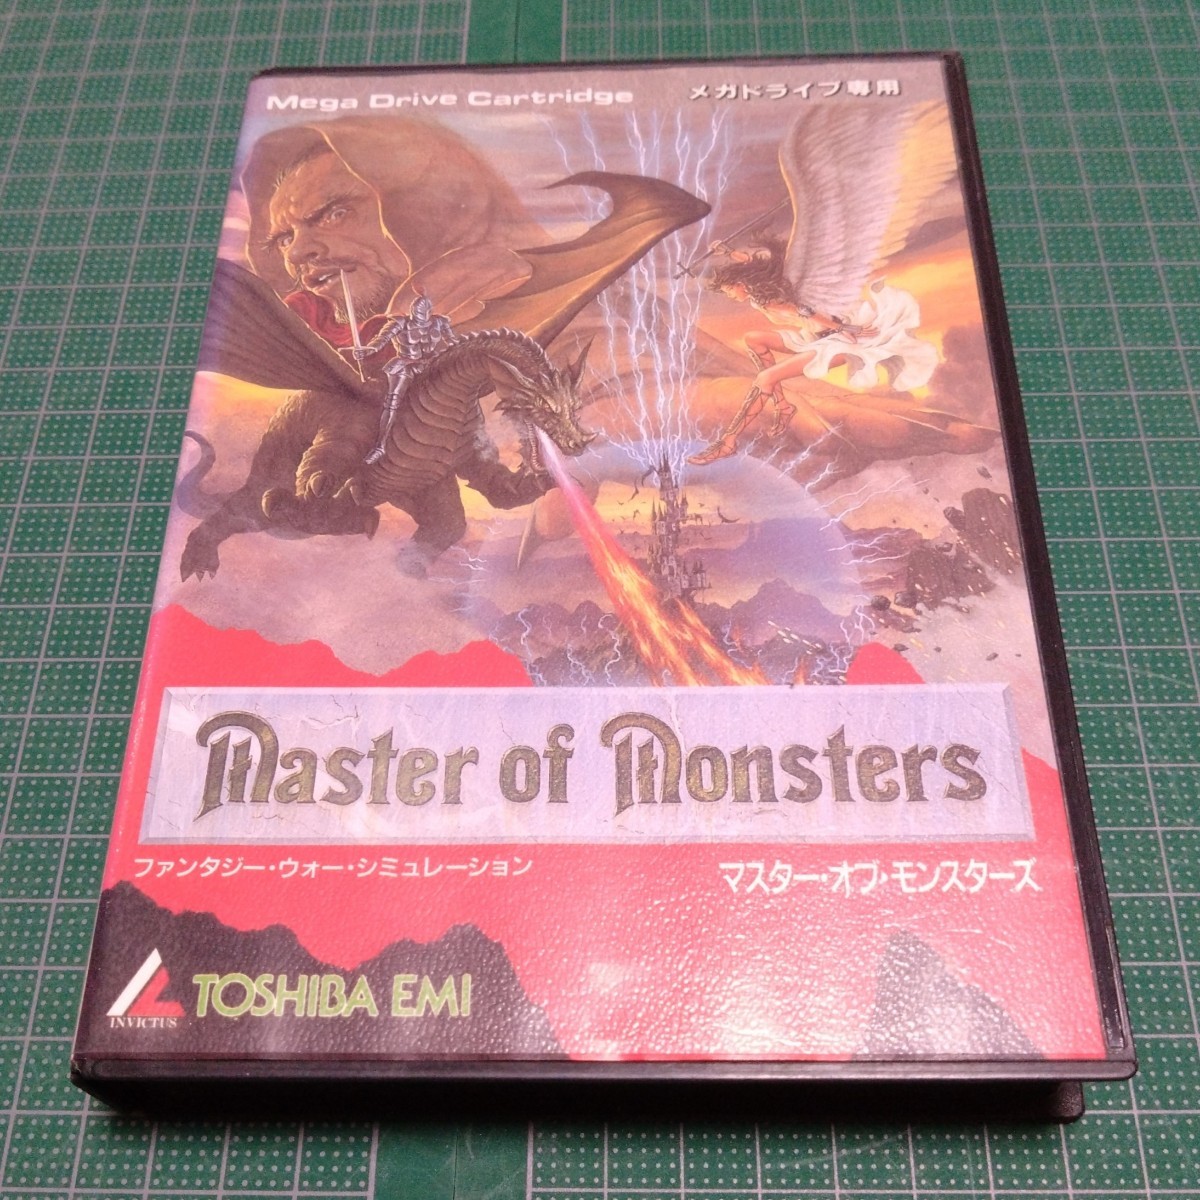 Mega Drive Cartridge
メガドライブ専用
Master of Monsters
ファンタジー・ウォー・シミュレーション
マスター・オブ・モンスターズ
INVICTUS
TOSHIBA EMI